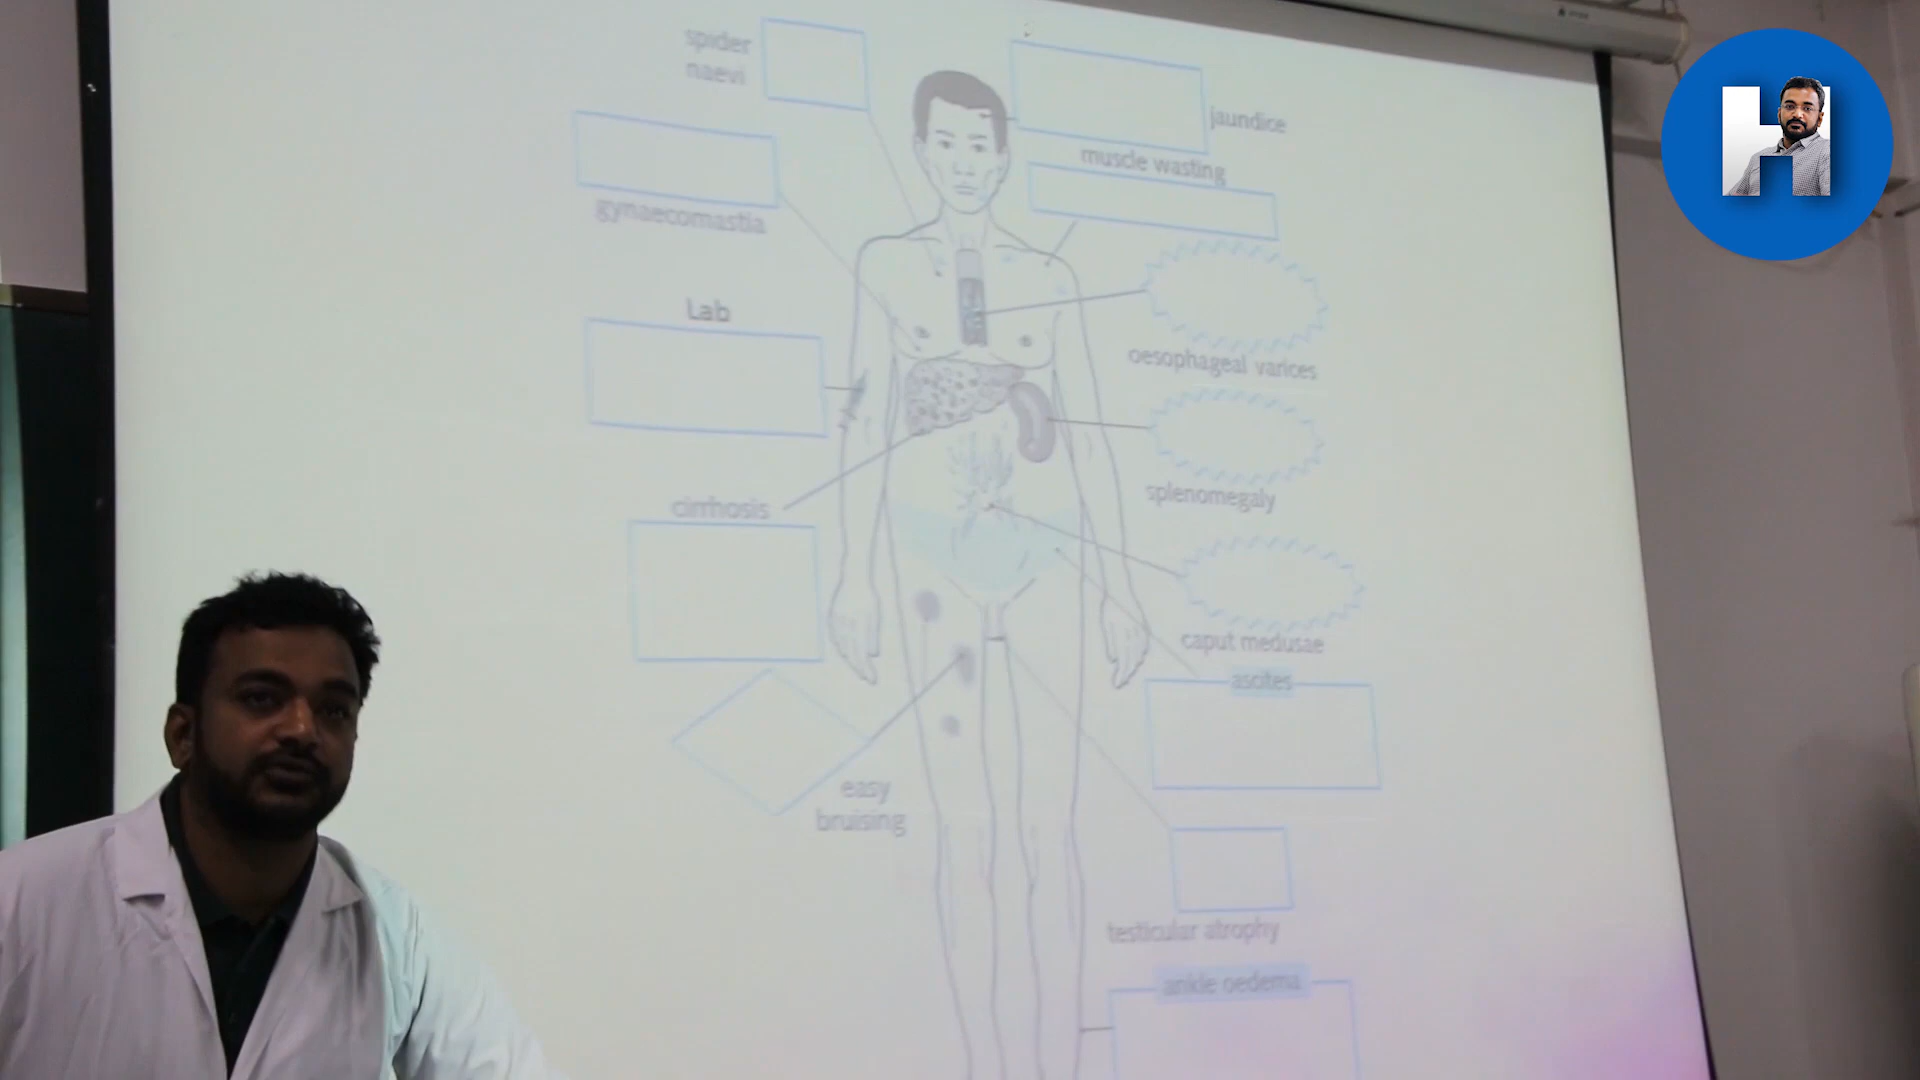 spider
naevi
jaundice
muscle wasting
gynaecomastia
Lab
oesophageal varices
cirrhosis
splenomegaly
caput medusae
ascites
easy
bruising
testicular atrophy
ankle oedema
H